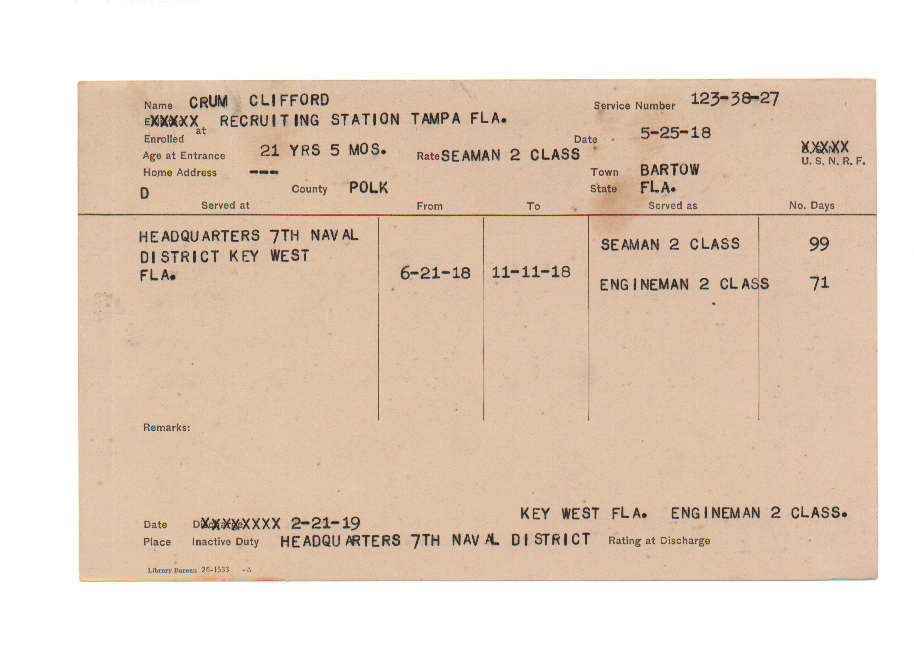 Name CRUM CLIFFORD Service Number 123-38-27
at RECRUITING STATION TAMPA FLA.
Enrolled Date 5-25-18
Age at Entrance 21 YRS 5 MOS. Rate SEAMAN 2 CLASS U. S. N. R. F.
Home Address --- Town BARTOW
D County POLK State FLA.
Served at From To Served as No. Days
HEADQUARTERS 7TH NAVAL SEAMAN 2 CLASS 99
DISTRICT KEY WEST
FLA. 6-21-18 11-11-18 ENGINEMAN 2 CLASS 71
Remarks:
KEY WEST FLA. ENGINEMAN 2 CLASS.
Date XXXXXXXX 2-21-19
Place Inactive Duty HEADQUARTERS 7TH NAVAL DISTRICT Rating at Discharge
Library Bureau 26-1533